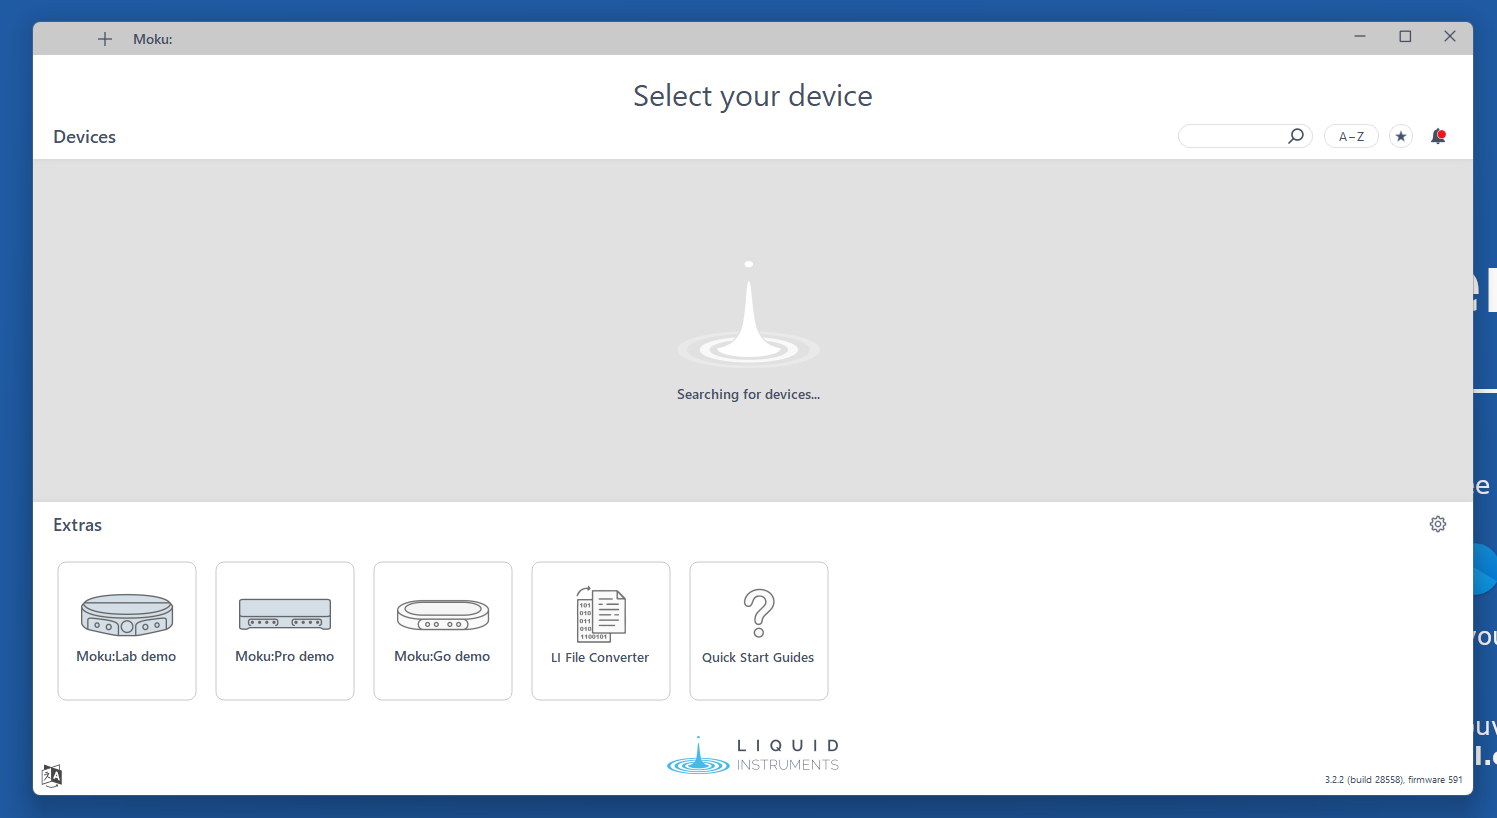 Moku:
Select your device
Devices
A–Z
Searching for devices...
Extras
101
010
011
010
1100101
Moku:Lab demo
Moku:Pro demo
Moku:Go demo
LI File Converter
Quick Start Guides
LIQUID
INSTRUMENTS
A
3.2.2 (build 28558), firmware 591